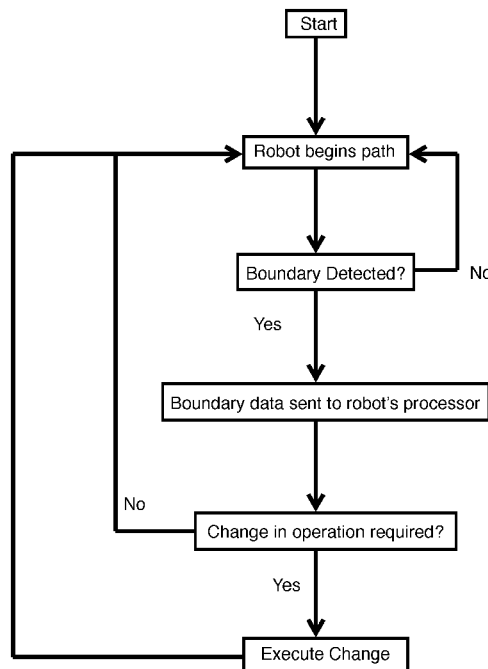 Start
Robot begins path
Boundary Detected?
No
Yes
Boundary data sent to robot's processor
No
Change in operation required?
Yes
Execute Change